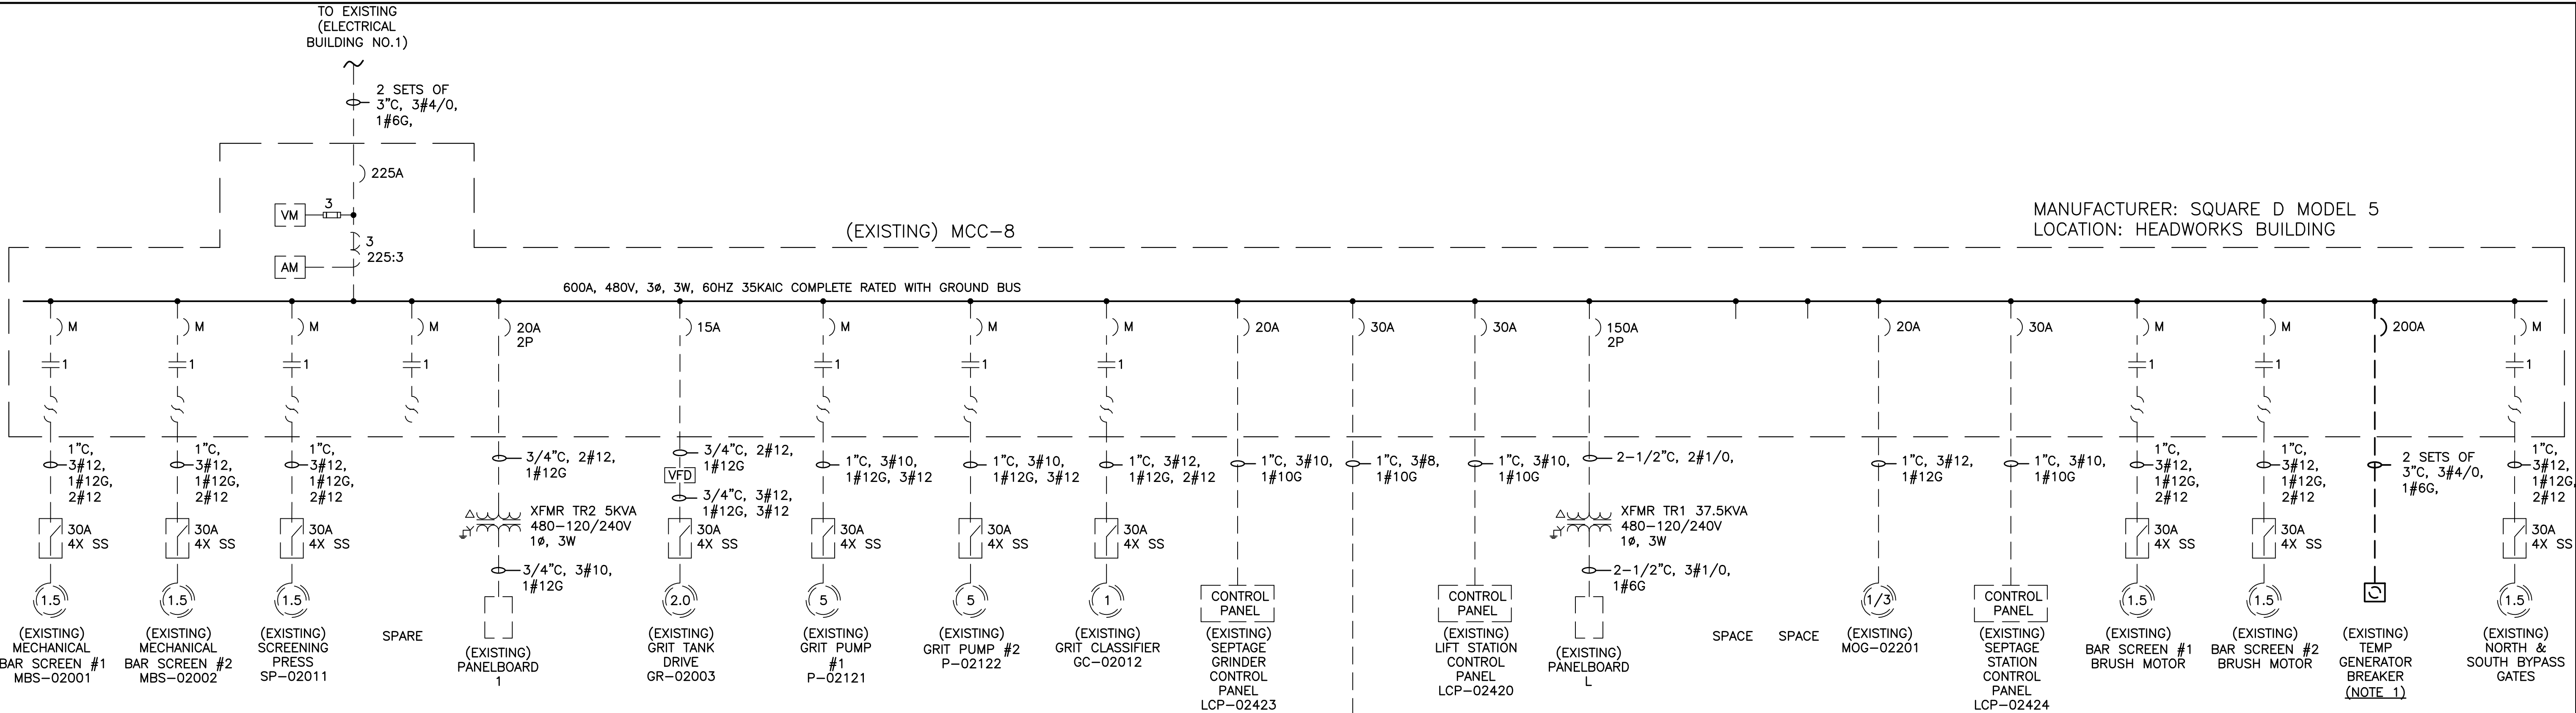 TO EXISTING
(ELECTRICAL
BUILDING NO.1)
2 SETS OF
3"C, 3#4/0,
1#6G,
225A
VM
3
3
225:3
AM
(EXISTING) MCC-8
MANUFACTURER: SQUARE D MODEL 5
LOCATION: HEADWORKS BUILDING
600A, 480V, 3ø, 3W, 60HZ 35KAIC COMPLETE RATED WITH GROUND BUS
M
1
1"C,
3#12,
1#12G,
2#12
30A
4X SS
1.5
(EXISTING)
MECHANICAL
BAR SCREEN #1
MBS-02001
M
1
1"C,
3#12,
1#12G,
2#12
30A
4X SS
1.5
(EXISTING)
MECHANICAL
BAR SCREEN #2
MBS-02002
M
1
1"C,
3#12,
1#12G,
2#12
30A
4X SS
1.5
(EXISTING)
SCREENING
PRESS
SP-02011
M
1
SPARE
20A
2P
3/4"C, 2#12,
1#12G
XFMR TR2 5KVA
480-120/240V
1ø, 3W
3/4"C, 3#10,
1#12G
(EXISTING)
PANELBOARD
1
15A
3/4"C, 2#12,
1#12G
VFD
3/4"C, 3#12,
1#12G, 3#12
30A
4X SS
2.0
(EXISTING)
GRIT TANK
DRIVE
GR-02003
M
1
1"C, 3#10,
1#12G, 3#12
30A
4X SS
5
(EXISTING)
GRIT PUMP
#1
P-02121
M
1
1"C, 3#10,
1#12G, 3#12
30A
4X SS
5
(EXISTING)
GRIT PUMP #2
P-02122
M
1
1"C, 3#12,
1#12G, 2#12
30A
4X SS
1
(EXISTING)
GRIT CLASSIFIER
GC-02012
20A
1"C, 3#10,
1#10G
CONTROL
PANEL
(EXISTING)
SEPTAGE
GRINDER
CONTROL
PANEL
LCP-02423
30A
1"C, 3#8,
1#10G
30A
1"C, 3#10,
1#10G
CONTROL
PANEL
(EXISTING)
LIFT STATION
CONTROL
PANEL
LCP-02420
150A
2P
2-1/2"C, 2#1/0,
XFMR TR1 37.5KVA
480-120/240V
1ø, 3W
2-1/2"C, 3#1/0,
1#6G
(EXISTING)
PANELBOARD
L
SPACE
SPACE
20A
1"C, 3#12,
1#12G
1/3
(EXISTING)
MOG-02201
30A
1"C, 3#10,
1#10G
CONTROL
PANEL
(EXISTING)
SEPTAGE
STATION
CONTROL
PANEL
LCP-02424
M
1
1"C,
3#12,
1#12G,
2#12
30A
4X SS
1.5
(EXISTING)
BAR SCREEN #1
BRUSH MOTOR
M
1
1"C,
3#12,
1#12G,
2#12
30A
4X SS
1.5
(EXISTING)
BAR SCREEN #2
BRUSH MOTOR
200A
2 SETS OF
3"C, 3#4/0,
1#6G,
(EXISTING)
TEMP
GENERATOR
BREAKER
(NOTE 1)
M
1
1"C,
3#12,
1#12G,
2#12
30A
4X SS
1.5
(EXISTING)
NORTH &
SOUTH BYPASS
GATES